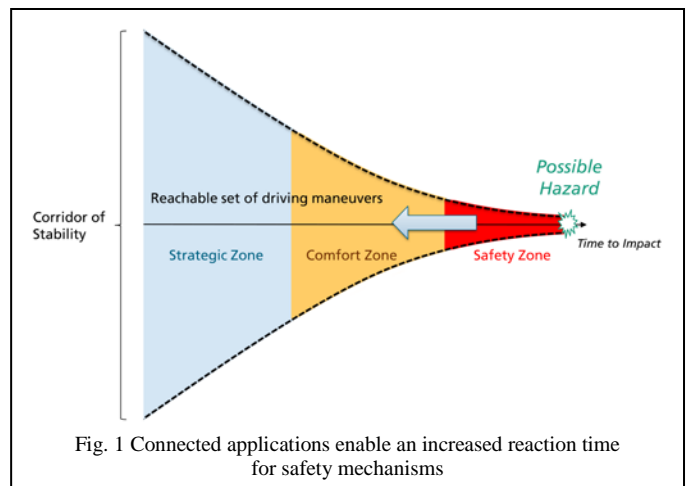 Possible
Hazard
Reachable set of driving maneuvers
Corridor of
Stability
Time to Impact
Strategic Zone
Comfort Zone
Safety Zone
Fig. 1 Connected applications enable an increased reaction time
for safety mechanisms